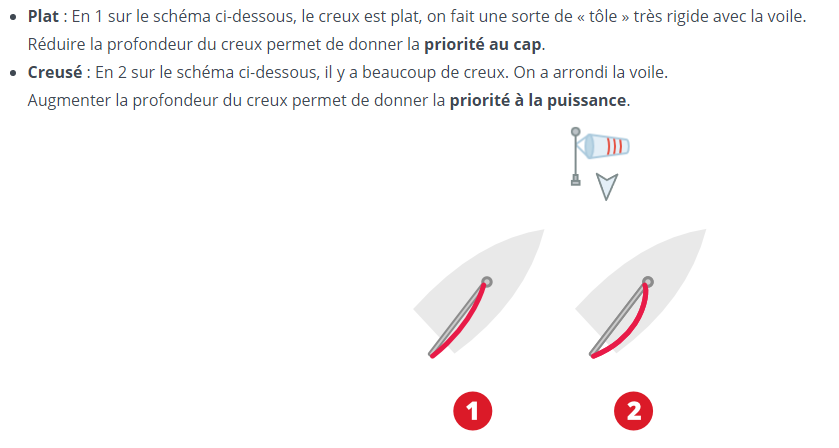 • Plat : En 1 sur le schéma ci-dessous, le creux est plat, on fait une sorte de « tôle » très rigide avec la voile.
Réduire la profondeur du creux permet de donner la priorité au cap.
• Creusé : En 2 sur le schéma ci-dessous, il y a beaucoup de creux. On a arrondi la voile.
Augmenter la profondeur du creux permet de donner la priorité à la puissance.
1 2